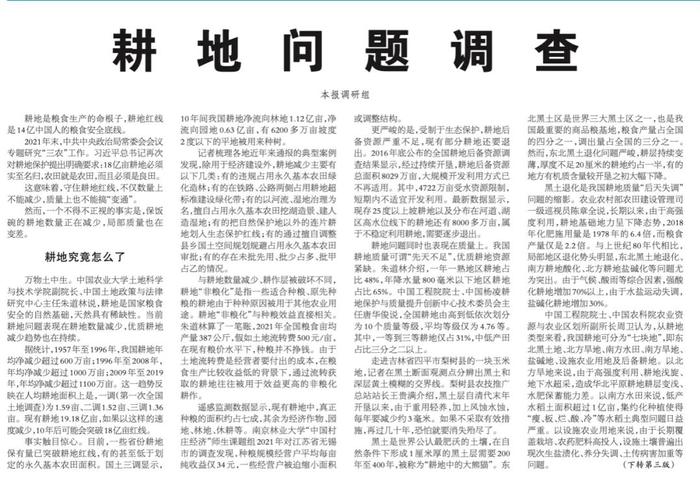 耕地问题调查
本报调研组
耕地是粮食生产的命根子，耕地红线
是14亿中国人的粮食安全底线。
2021年末，中共中央政治局常委会会议
专题研究“三农”工作。习近平总书记再次
对耕地保护提出明确要求：18亿亩耕地必须
实至名归，农田就是农田，而且必须是良田。
这意味着，守住耕地红线，不仅数量上
不能减少，质量上也不能搞“变通”。
然而，一个不得不正视的事实是，保饭
碗的耕地数量正在减少，局部质量也在
变差。
耕地究竟怎么了
万物土中生。中国农业大学土地科学
与技术学院副院长、中国土地政策与法律
研究中心主任朱道林说，耕地是国家粮食
安全的自然基础，天然具有稀缺性。当前
耕地问题表现在耕地数量减少，优质耕地
减少趋势也在持续。
据统计，1957年至1996年，我国耕地年
均净减少超过600万亩；1996年至2008年，
年均净减少超过1000万亩；2009年至2019
年，年均净减少超过1100万亩。这一趋势反
映在人均耕地面积上是，一调（第一次全国
土地调查）为1.59亩、二调1.52亩、三调1.36
亩。现有耕地19.18亿亩，如果以这样的速
度减少，10年后可能会突破18亿亩红线。
事实触目惊心。目前，一些省份耕地
保有量已突破耕地红线，有的甚至低于划
定的永久基本农田面积。国土三调显示，
10年间我国耕地净流向林地1.12亿亩，净
流向园地0.63亿亩，有6200多万亩坡度
2度以下的平地被用来种树。
记者梳理各地近年来通报的典型案例
发现，除用于经济建设外，耕地减少主要有
以下几类：有的违规占用永久基本农田绿
化造林；有的在铁路、公路两侧占用耕地超
标准建设绿化带；有的以河流、湿地治理为
名，擅自占用永久基本农田挖湖造景、建人
造湿地；有的把自然保护地以外的连片耕
地划入生态保护红线；有的通过擅自调整
县乡国土空间规划规避占用永久基本农田
审批；有的存在未批先用、批少占多、批甲
占乙的情况。
与耕地数量减少，耕作层被破坏不同，
耕地“非粮化”是指一些适合种粮、原先种
粮的耕地由于种种原因被用于其他农业用
途。耕地“非粮化”与种粮效益直接相关。
朱道林算了一笔账，2021年全国粮食亩均
产量387公斤，假如土地流转费500元/亩，
在现有粮价水平下，种粮并不挣钱。由于
土地流转费是经营者要付出的成本，在粮
食生产比较收益低的背景下，通过流转获
取的耕地往往被用于效益更高的非粮化
耕作。
遥感监测数据显示，现有耕地中，真正
种粮的面积约占七成，其余为经济作物、园
地、林地、休耕等。南京林业大学“中国村
庄经济”师生课题组2021年对江苏省无锡
市的调查发现，种粮规模经营户平均每亩
纯收益仅34元，一些经营户被迫缩小面积
或调整结构。
更严峻的是，受制于生态保护，耕地后
备资源严重不足，现有部分耕地还要退
出。2016年底公布的全国耕地后备资源调
查结果显示，经过持续开垦，耕地后备资源
总面积8029万亩，大规模开发利用方式已
不再适用。其中，4722万亩受水资源限制，
短期内不适宜开发利用。最新数据显示，
现存25度以上坡耕地以及分布在河道、湖
区高水位线下的耕地还有8000多万亩，属
于不稳定利用耕地，需要逐步退出。
耕地问题同时也表现在质量上。我国
耕地质量可谓“先天不足”，优质耕地资源
紧缺。朱道林介绍，一年一熟地区耕地占
比48%，年降水量800毫米以下地区耕地
占比65%。中国工程院院士、中国杨凌耕
地保护与质量提升创新中心技术委员会主
任唐华俊说，全国耕地由高到低依次划分
为10个质量等级，平均等级仅为4.76等。
其中，一等到三等耕地仅占31%，中低产田
占比三分之二以上。
走进吉林省四平市梨树县的一块玉米
地，记者在黑土断面观测点分辨出黑土和
深层黄土模糊的交界线。梨树县农技推广
总站站长王贵满介绍，黑土层自清代末年
开垦以来，由于重用轻养，加上风蚀水蚀，
每年要减少约3毫米。如果不采取有效措
施，再过几十年，恐怕就要消失殆尽了。
黑土是世界公认最肥沃的土壤，在自
然条件下形成1厘米厚的黑土层需要200
年至400年，被称为“耕地中的大熊猫”。东
北黑土区是世界三大黑土区之一，也是我
国最重要的商品粮基地，粮食产量占全国
的四分之一，调出量占全国的三分之一。
然而，东北黑土退化问题严峻，耕层持续变
薄，厚度不足20厘米的耕地约占一半，有的
地方有机质含量较开垦之初大幅下降。
黑土退化是我国耕地质量“后天失调”
问题的缩影。农业农村部农田建设管理司
一级巡视员陈章全说，长期以来，由于高强
度利用，耕地基础地力呈下降态势，2018
年化肥施用量是1978年的6.4倍，而粮食产
量仅是2.2倍。与上世纪80年代相比，
局部地区退化势头明显，东北黑土退化、
南方耕地酸化、北方耕地盐碱化等问题尤
为突出。由于气候、酸雨等综合因素，强酸
化耕地增加70%以上，由于水盐运动失调，
盐碱化耕地增加30%。
中国工程院院士、中国农科院农业资
源与农业区划所副所长周卫认为，从耕地
类型来看，我国耕地可分为“七块地”，即东
北黑土地、北方旱地、南方水田、南方旱地、
盐碱地、设施农业用地及后备耕地。以北
方旱地来说，由于高强度利用、耕地浅旋、
地下水超采，造成华北平原耕地耕层变浅、
水肥保蓄能力差。以南方水田来说，低产
水稻土面积超过1亿亩，集约化种植使得
“瘦、板、烂、酸、冷”等水稻土典型问题日益
严重。以设施农业用地来说，由于长期覆
盖栽培、农药肥料高投入，设施土壤普遍出
现次生盐渍化、养分失调、土传病害加重等
问题。（下转第三版）